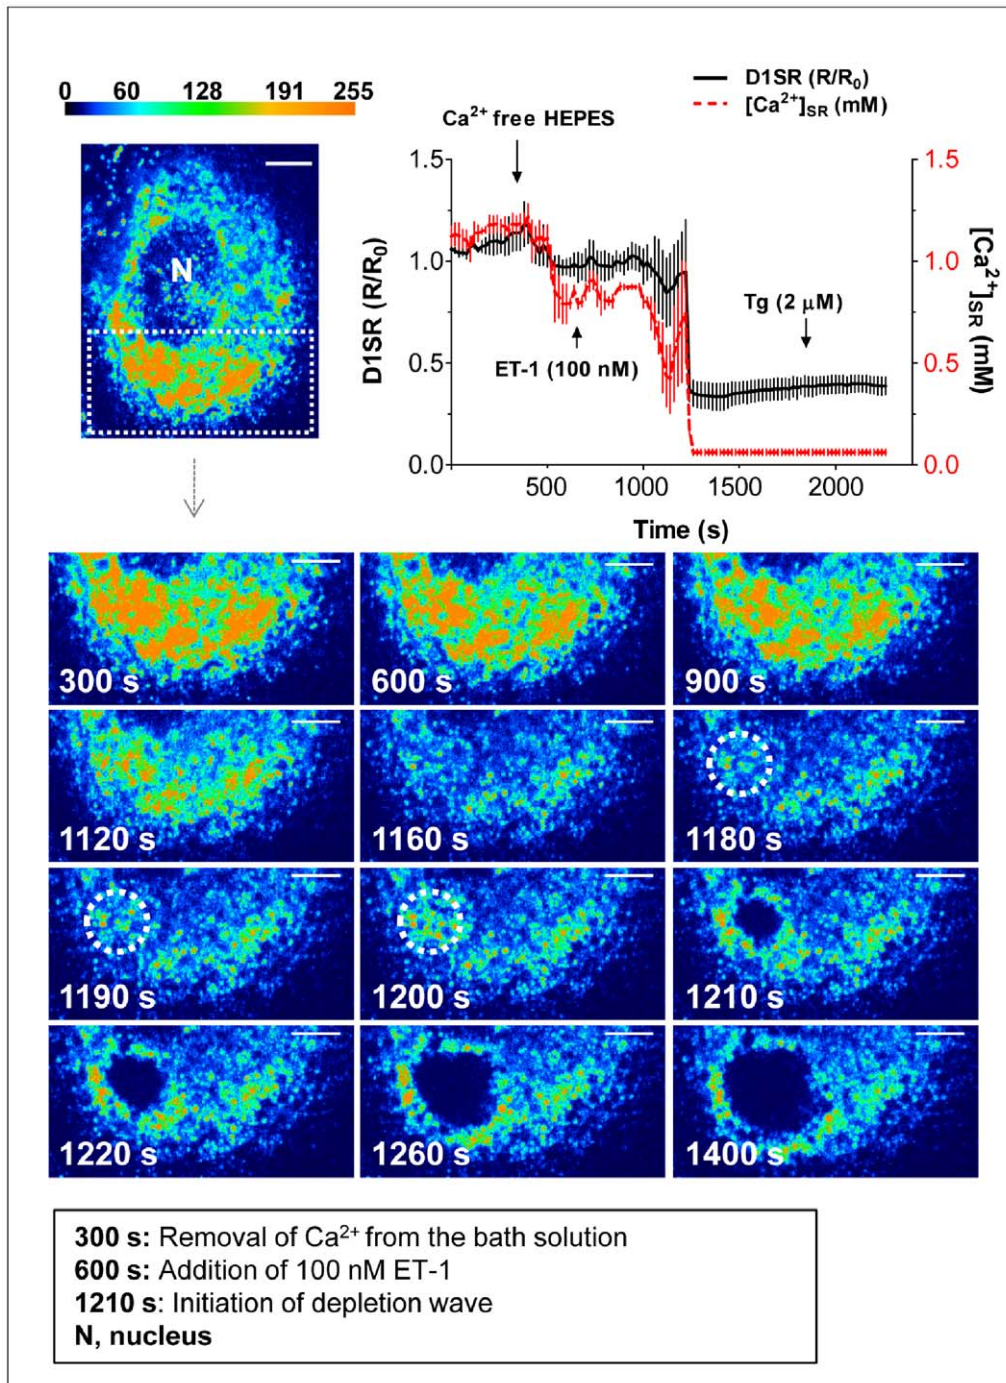 0 60 128 191 255
N
D1SR (R/R₀)
[Ca²⁺]SR (mM)
Ca²⁺ free HEPES
1.5
1.0
0.5
0.0
D1SR (R/R₀)
ET-1 (100 nM)
Tg (2 µM)
1.5
1.0
0.5
0.0
[Ca²⁺]SR (mM)
500 1000 1500 2000
Time (s)
300 s 600 s 900 s
1120 s 1160 s 1180 s
1190 s 1200 s 1210 s
1220 s 1260 s 1400 s
300 s: Removal of Ca²⁺ from the bath solution
600 s: Addition of 100 nM ET-1
1210 s: Initiation of depletion wave
N, nucleus